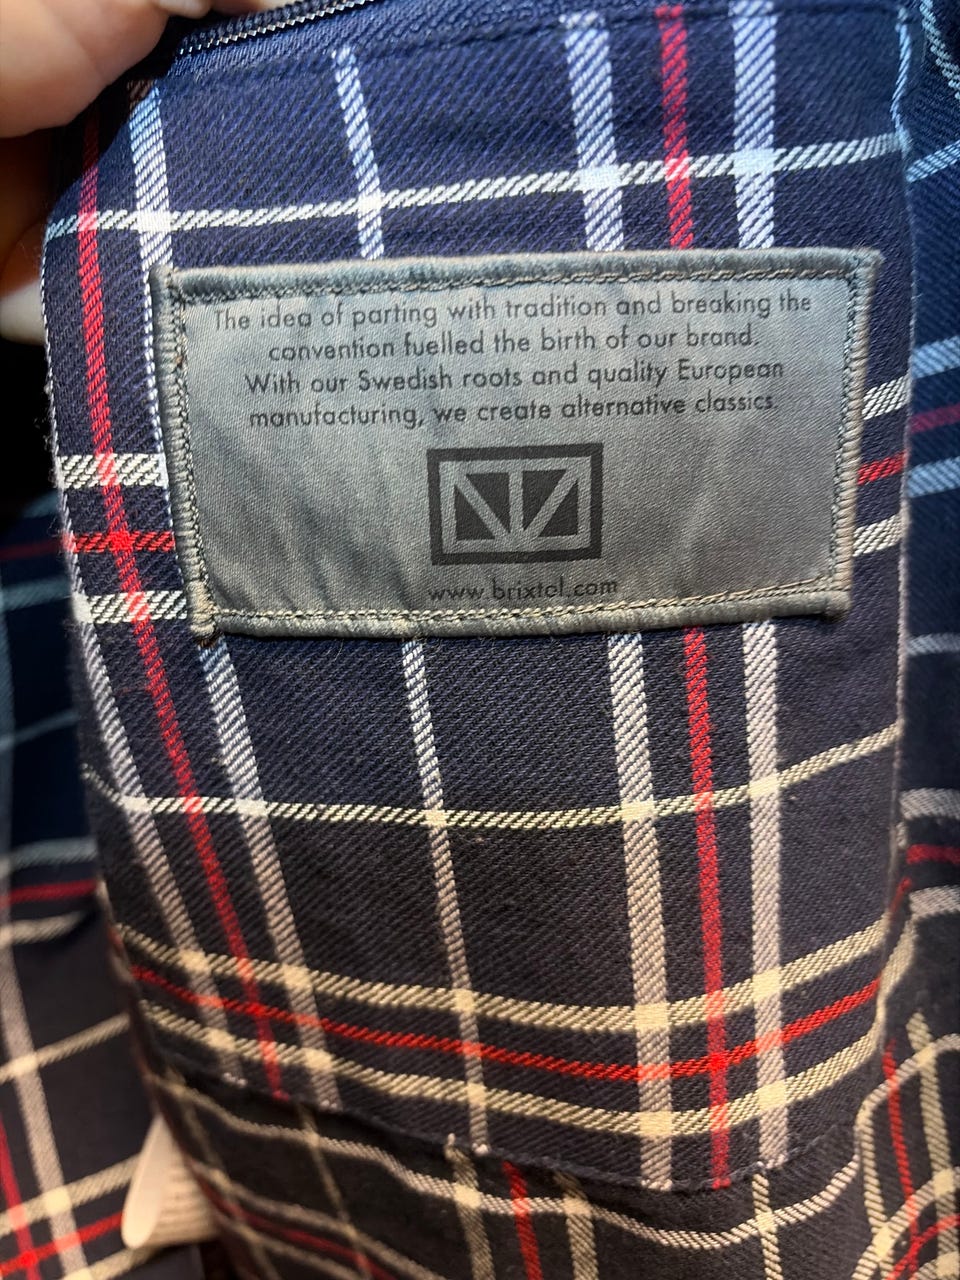 The idea of parting with tradition and breaking the
convention fuelled the birth of our brand.
With our Swedish roots and quality European
manufacturing, we create alternative classics.
www.brixtol.com